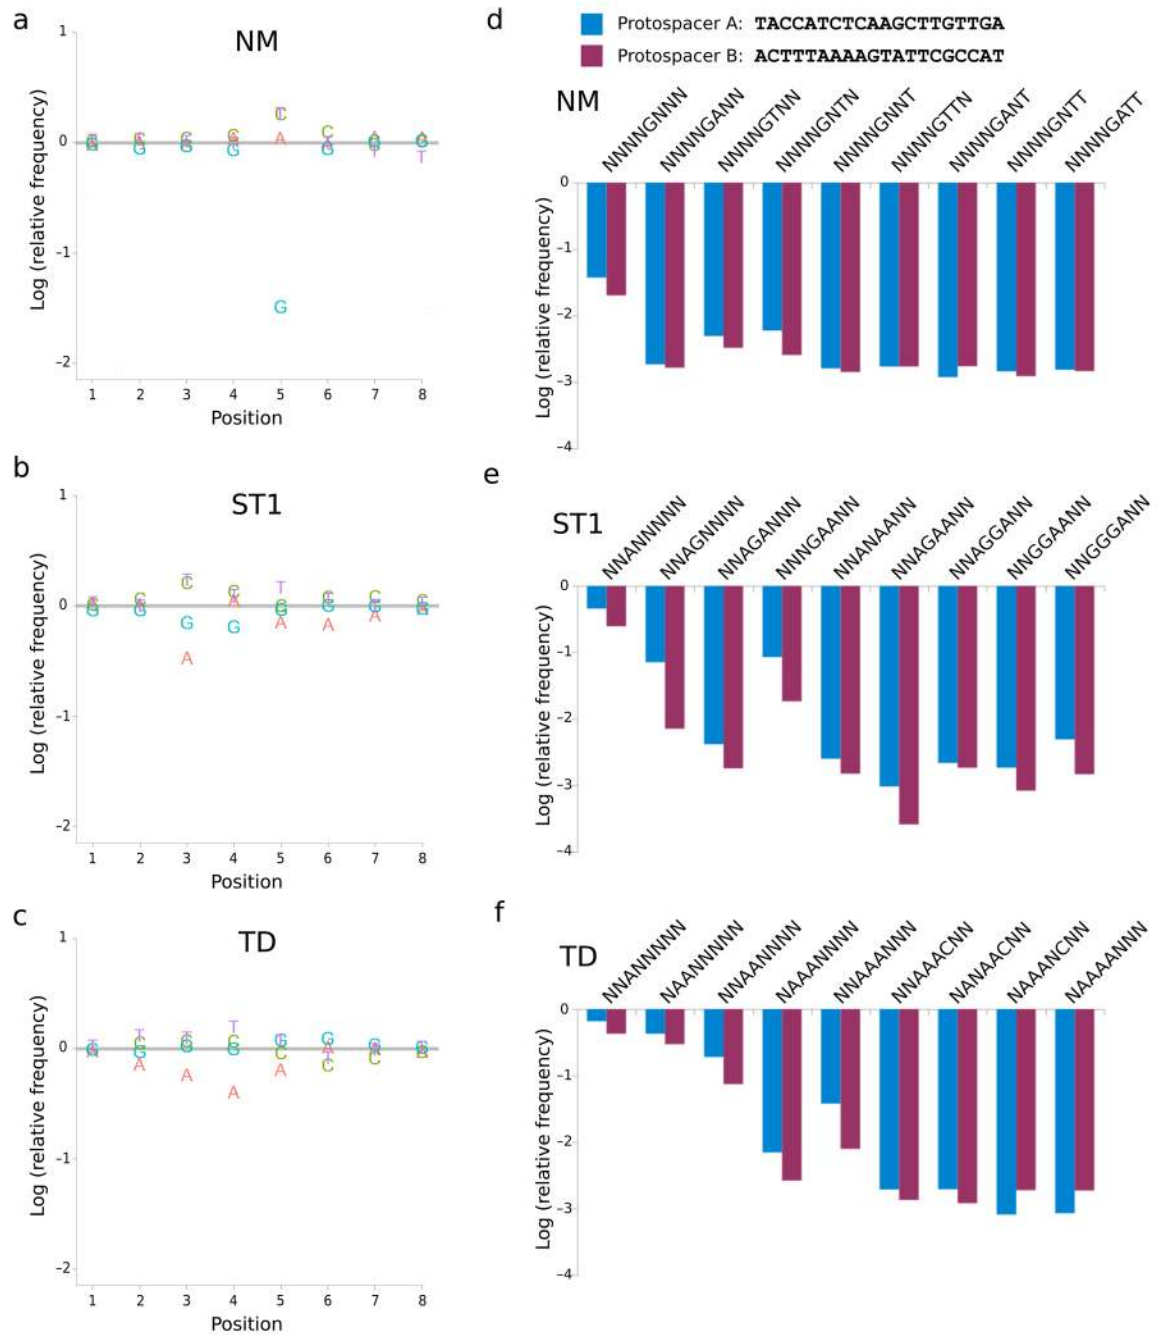 a
NM
1
0
−1
−2
Log (relative frequency)
T
C
A
C
G
T
1 2 3 4 5 6 7 8
Position
b
ST1
1
0
−1
−2
Log (relative frequency)
T
C
C
T
G
G
A
A
A
A
1 2 3 4 5 6 7 8
Position
c
TD
1
0
−1
−2
Log (relative frequency)
T
T
C
G
G
G
A
A
A
A
C
C
1 2 3 4 5 6 7 8
Position
d
Protospacer A: TACCATCTCAAGCTTGTTGA
Protospacer B: ACTTTAAAAGTATTCGCCAT
NM
NNNNGNNN NNNNGANN NNNNGTNN NNNNGNTN NNNNGNNT NNNNGTTN NNNNGANT NNNNGNTT NNNNGATT
0
−1
−2
−3
−4
Log (relative frequency)
e
ST1
NNANNNNN NNAGNNNN NNAGANNN NNNGAANN NNANAANN NNAGAANN NNAGGANN NNGGAANN NNGGGANN
0
−1
−2
−3
−4
Log (relative frequency)
f
TD
NNANNNNN NAANNNNN NNAANNNN NAAANNNN NNAAANNN NNAAACNN NANAACNN NAAANCNN NAAAANNN
0
−1
−2
−3
−4
Log (relative frequency)